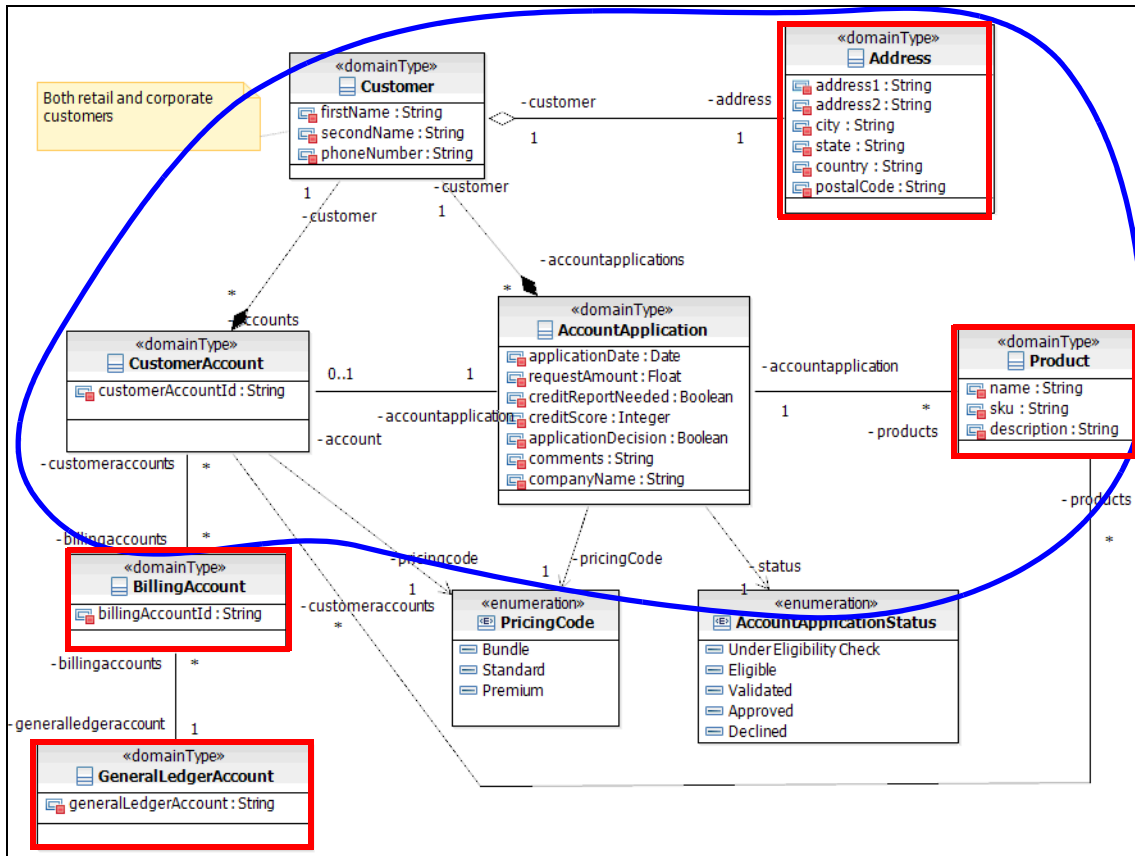 «domainType»
Customer
firstName : String
secondName : String
phoneNumber : String
Both retail and corporate
customers
«domainType»
Address
address1 : String
address2 : String
city : String
state : String
country : String
postalCode : String
-customer
-address
1
1
1
-customer
-customer
1
-accountapplications
*
*
-accounts
«domainType»
CustomerAccount
customerAccountId : String
«domainType»
AccountApplication
applicationDate : Date
requestAmount : Float
creditReportNeeded : Boolean
creditScore : Integer
applicationDecision : Boolean
comments : String
companyName : String
«domainType»
Product
name : String
sku : String
description : String
0..1
1
-accountapplication
-account
-accountapplication
1
*
-products
-customeraccounts
*
-billingaccounts
*
-products
*
«domainType»
BillingAccount
billingAccountId : String
-pricingcode
1
-customeraccounts
*
-pricingCode
1
-status
1
«enumeration»
PricingCode
Bundle
Standard
Premium
«enumeration»
AccountApplicationStatus
Under Eligibility Check
Eligible
Validated
Approved
Declined
-billingaccounts
*
-generalledgeraccount
1
«domainType»
GeneralLedgerAccount
generalLedgerAccount : String